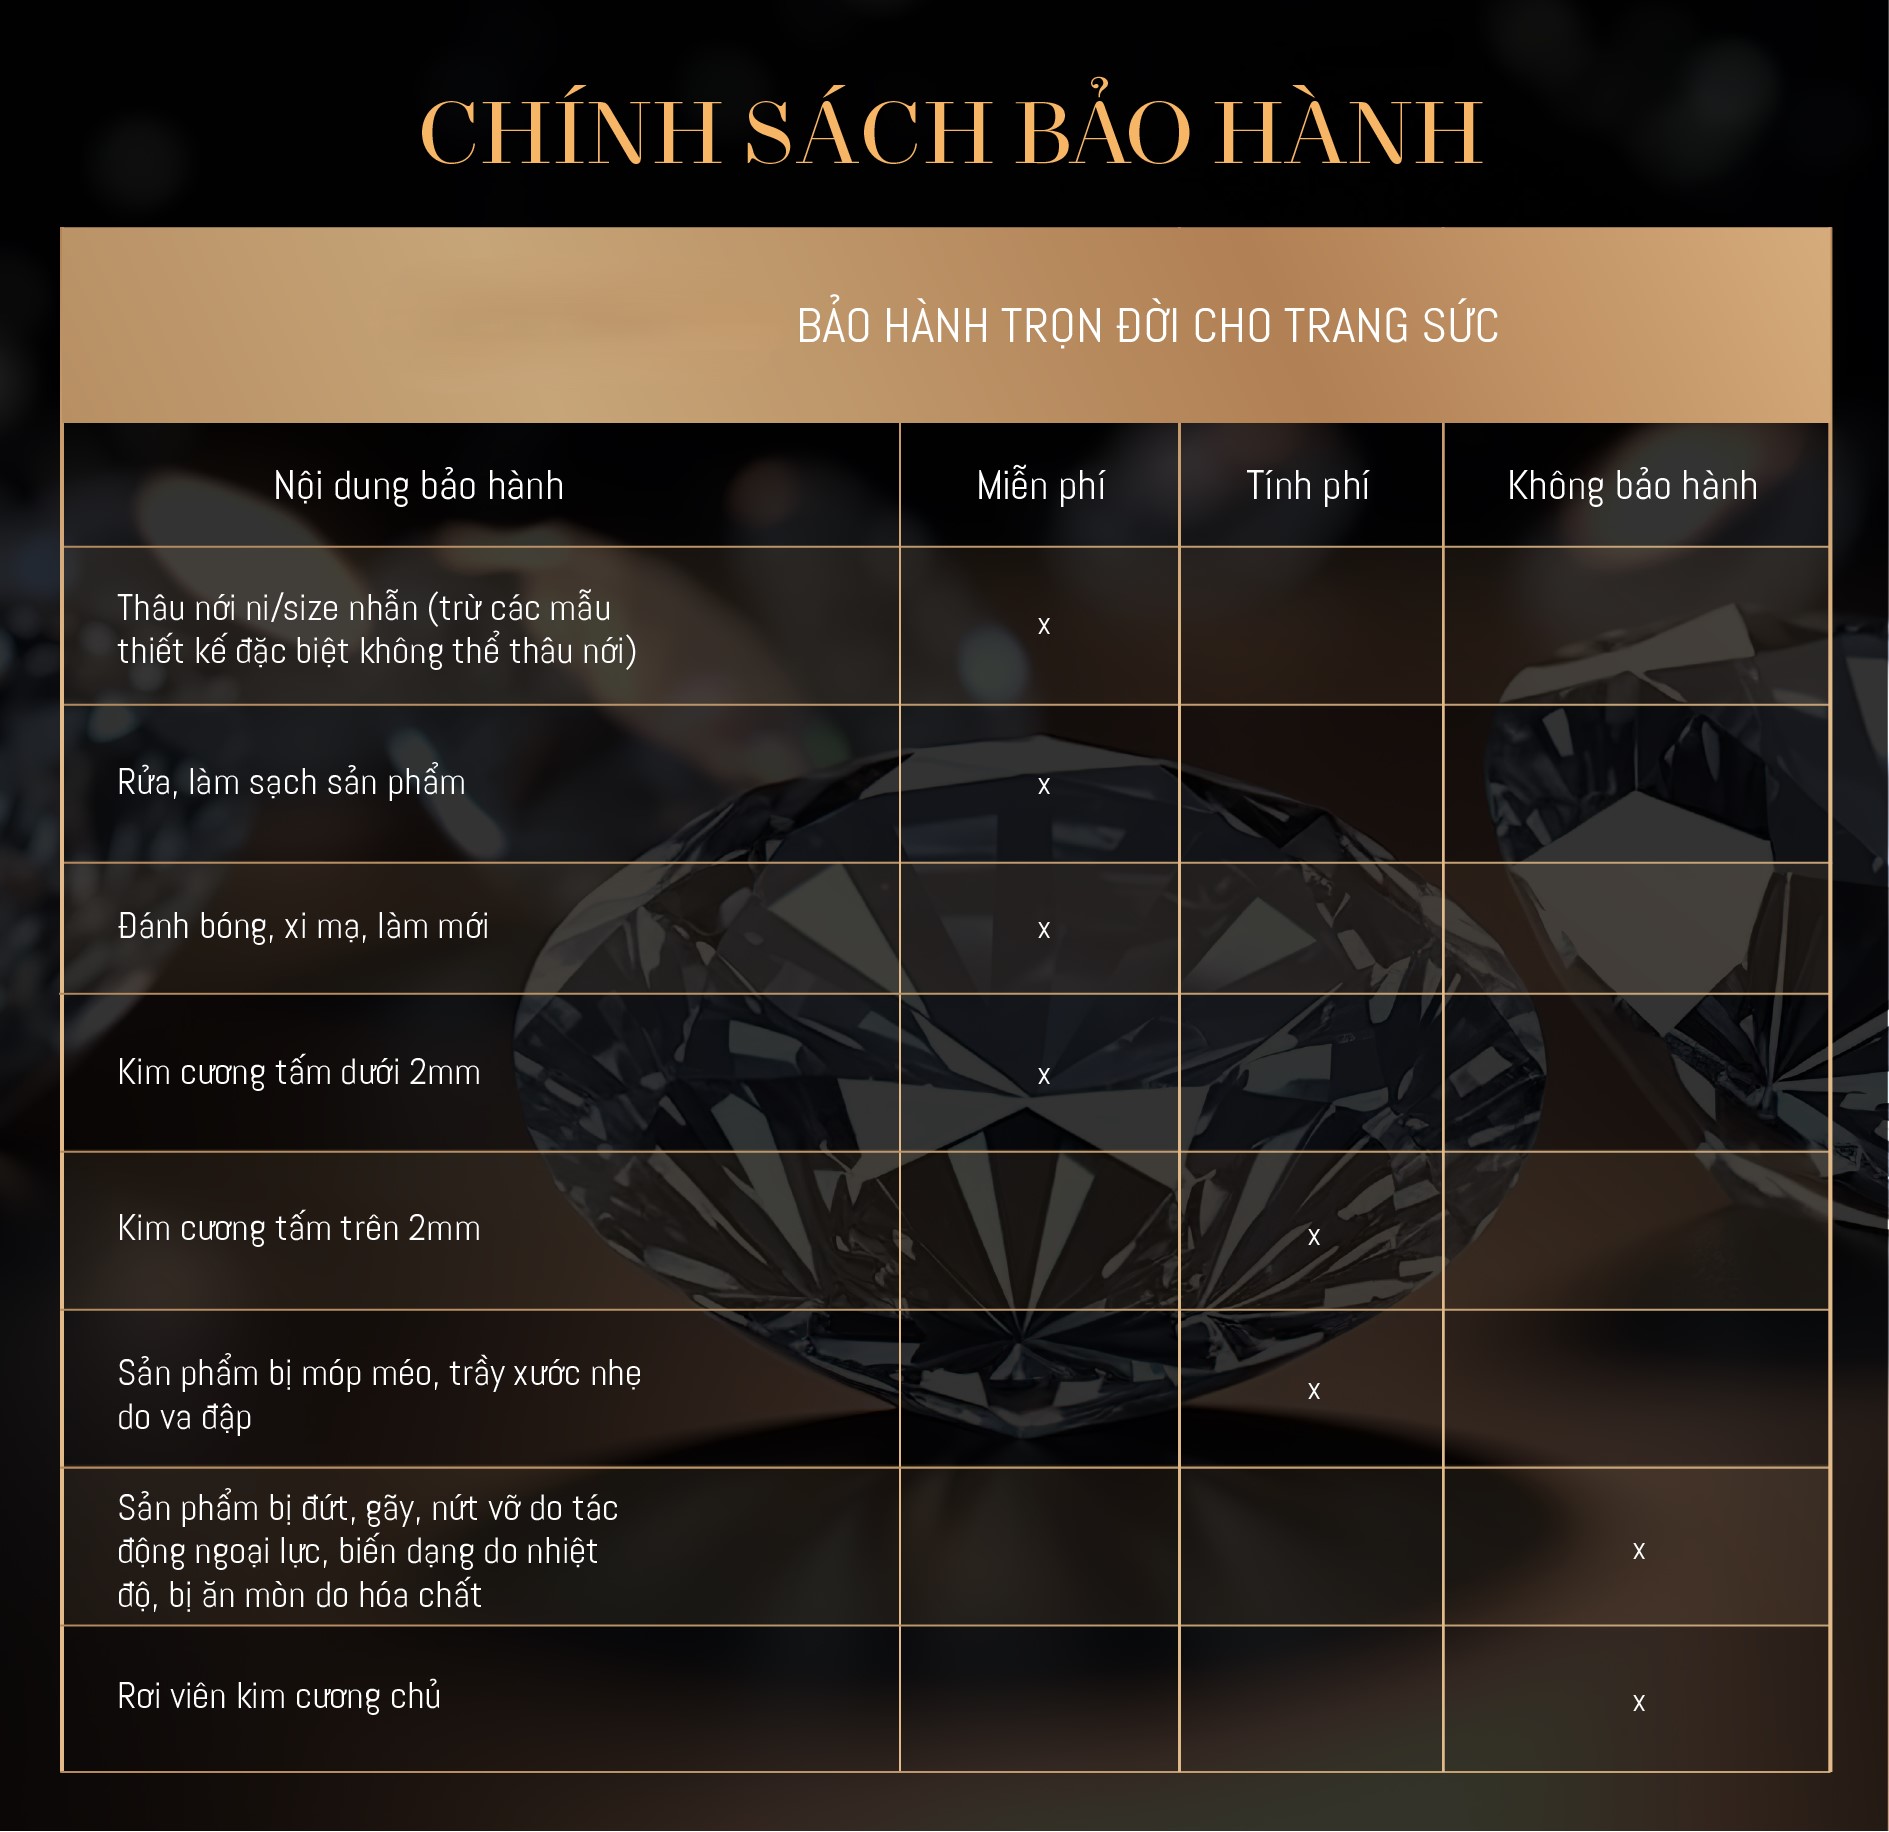 CHÍNH SÁCH BẢO HÀNH
BẢO HÀNH TRỌN ĐỜI CHO TRANG SỨC
Nội dung bảo hành Miễn phí Tính phí Không bảo hành
Thâu nới ni/size nhẫn (trừ các mẫu
thiết kế đặc biệt không thể thâu nới)
x
Rửa, làm sạch sản phẩm x
Đánh bóng, xi mạ, làm mới x
Kim cương tấm dưới 2mm x
Kim cương tấm trên 2mm x
Sản phẩm bị móp méo, trầy xước nhẹ
do va đập
x
Sản phẩm bị đứt, gãy, nứt vỡ do tác
động ngoại lực, biến dạng do nhiệt
độ, bị ăn mòn do hóa chất
x
Rơi viên kim cương chủ x